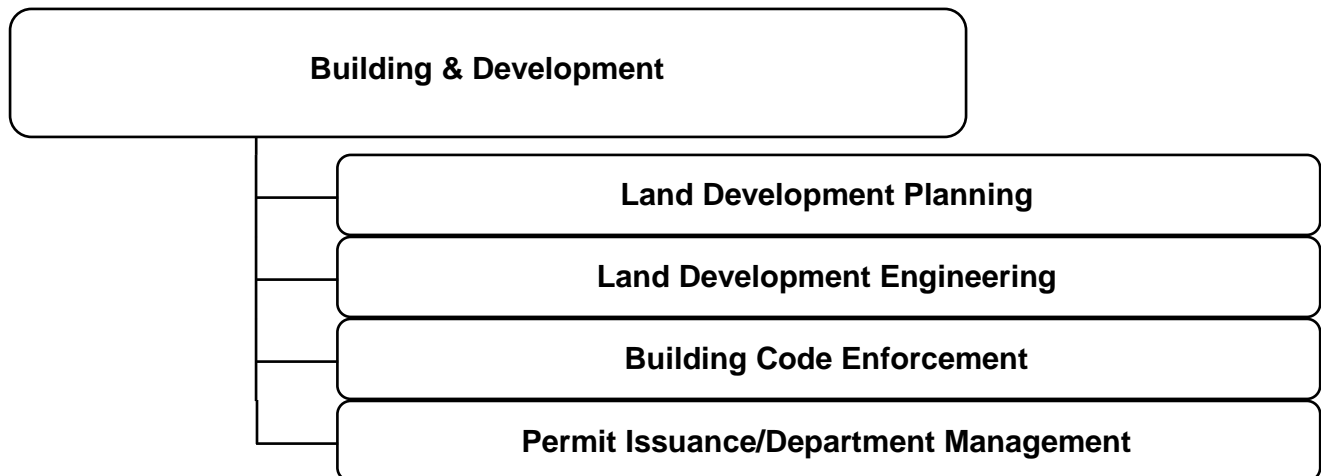 Building & Development
Land Development Planning
Land Development Engineering
Building Code Enforcement
Permit Issuance/Department Management